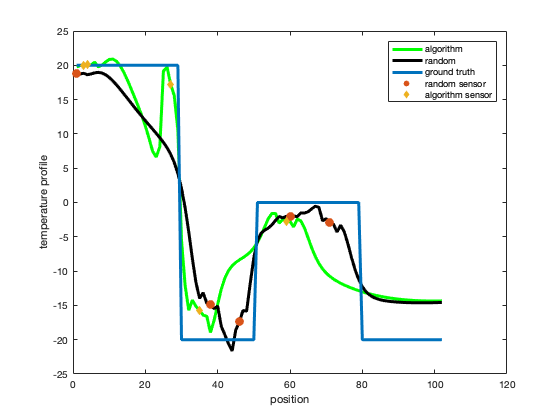 25
20
15
10
5
0
-5
-10
-15
-20
-25
0 20 40 60 80 100 120
temperature profile
position
algorithm
random
ground truth
random sensor
algorithm sensor